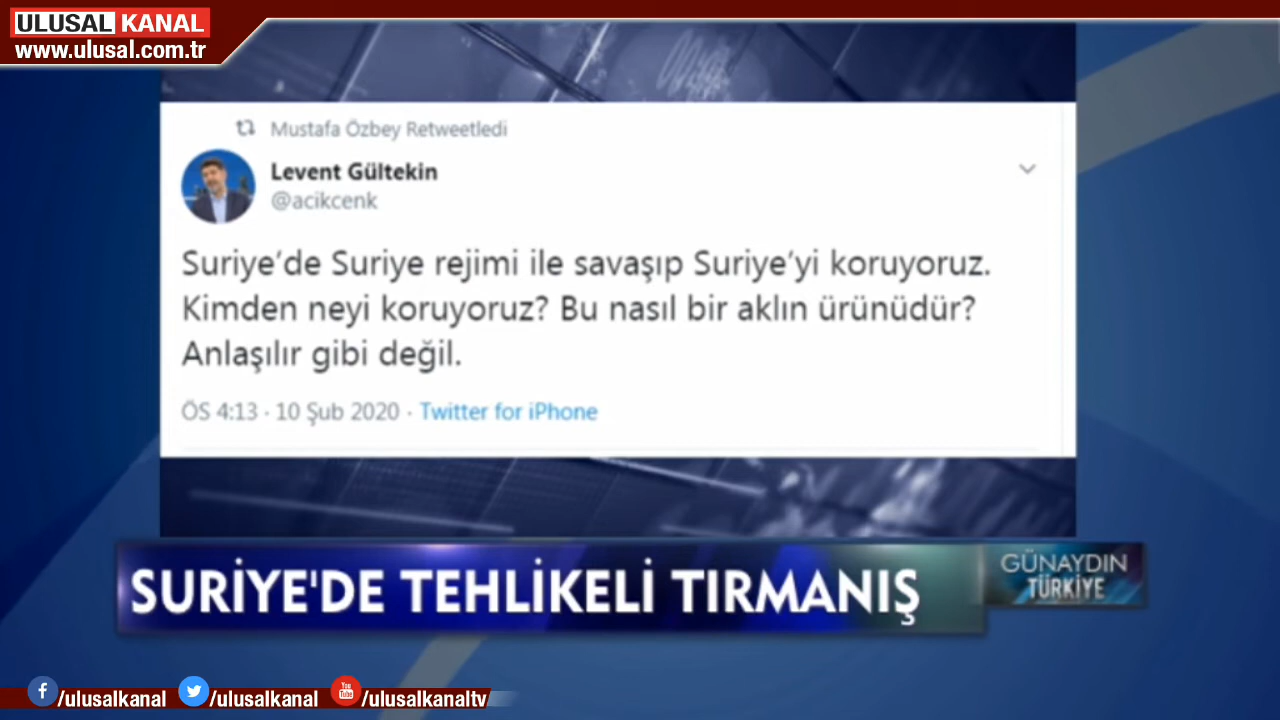 ULUSAL KANAL
www.ulusal.com.tr
Mustafa Özbey Retweetledi
Levent Gültekin
@acikcenk
Suriye'de Suriye rejimi ile savaşıp Suriye'yi koruyoruz.
Kimden neyi koruyoruz? Bu nasıl bir aklın ürünüdür?
Anlaşılır gibi değil.
ÖS 4:13 · 10 Şub 2020 · Twitter for iPhone
SURİYE'DE TEHLİKELİ TIRMANIŞ
GÜNAYDIN
TÜRKİYE
/ulusalkanal /ulusalkanal You Tube /ulusalkanaltv